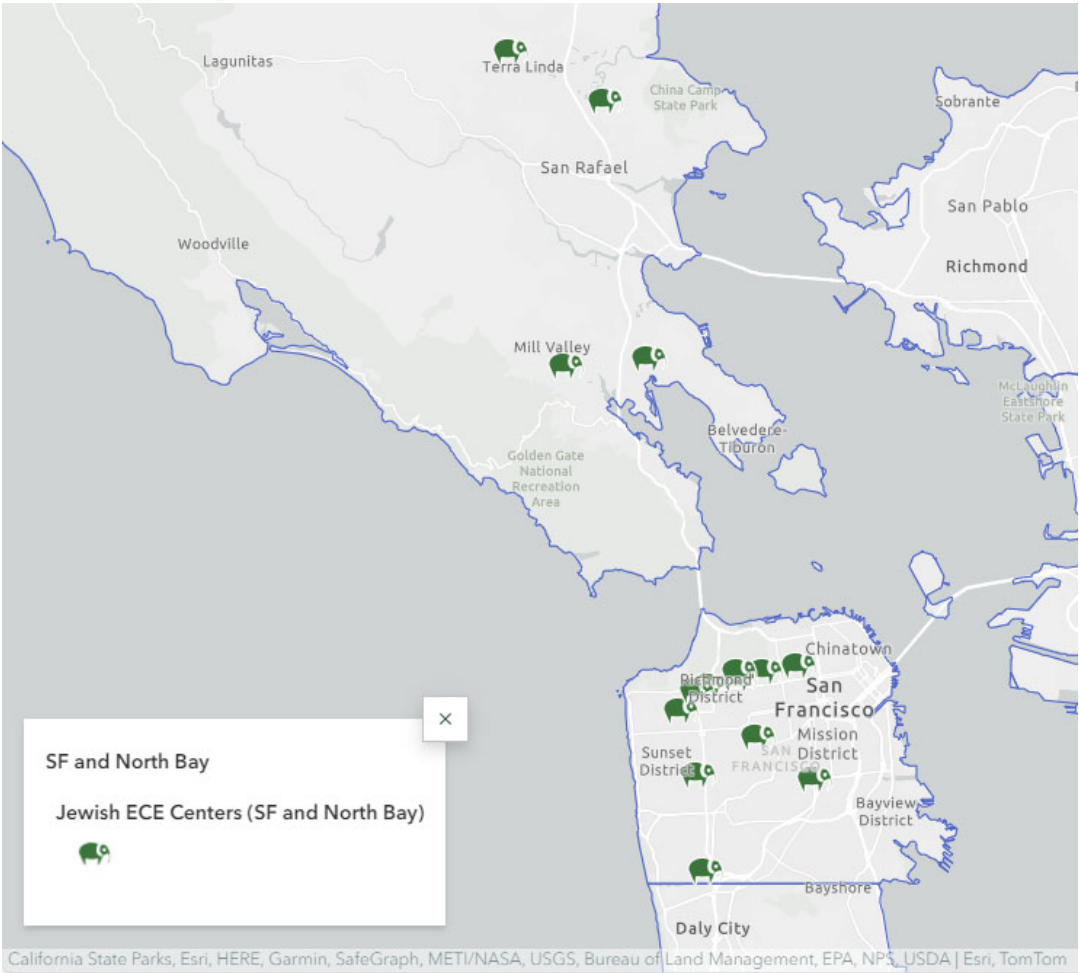 Lagunitas
Terra Linda
China Camp
State Park
Sobrante
San Rafael
San Pablo
Woodville
Richmond
Mill Valley
McLaughlin
Eastshore
State Park
Belvedere-
Tiburon
Golden Gate
National
Recreation
Area
Chinatown
Richmond
District
San
Francisco
Mission
District
Sunset
District
SAN
FRANCISCO
Bayview
District
Bayshore
Daly City
SF and North Bay
Jewish ECE Centers (SF and North Bay)
California State Parks, Esri, HERE, Garmin, SafeGraph, METI/NASA, USGS, Bureau of Land Management, EPA, NPS, USDA | Esri, TomTom